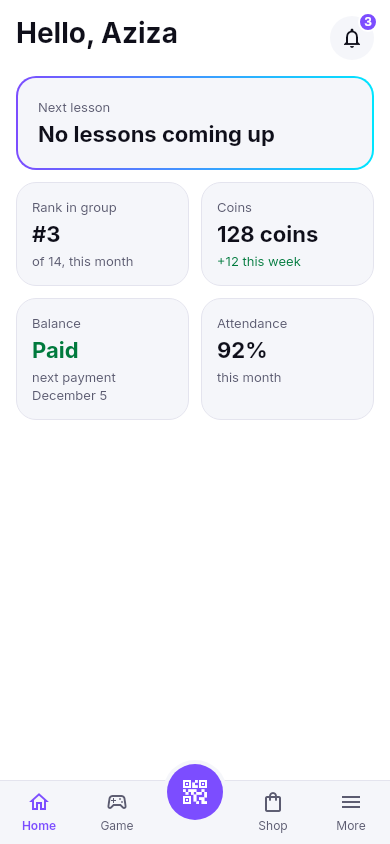 Hello, Aziza
3
Next lesson
No lessons coming up
Rank in group
#3
of 14, this month
Coins
128 coins
+12 this week
Balance
Paid
next payment
December 5
Attendance
92%
this month
Home
Game
Shop
More